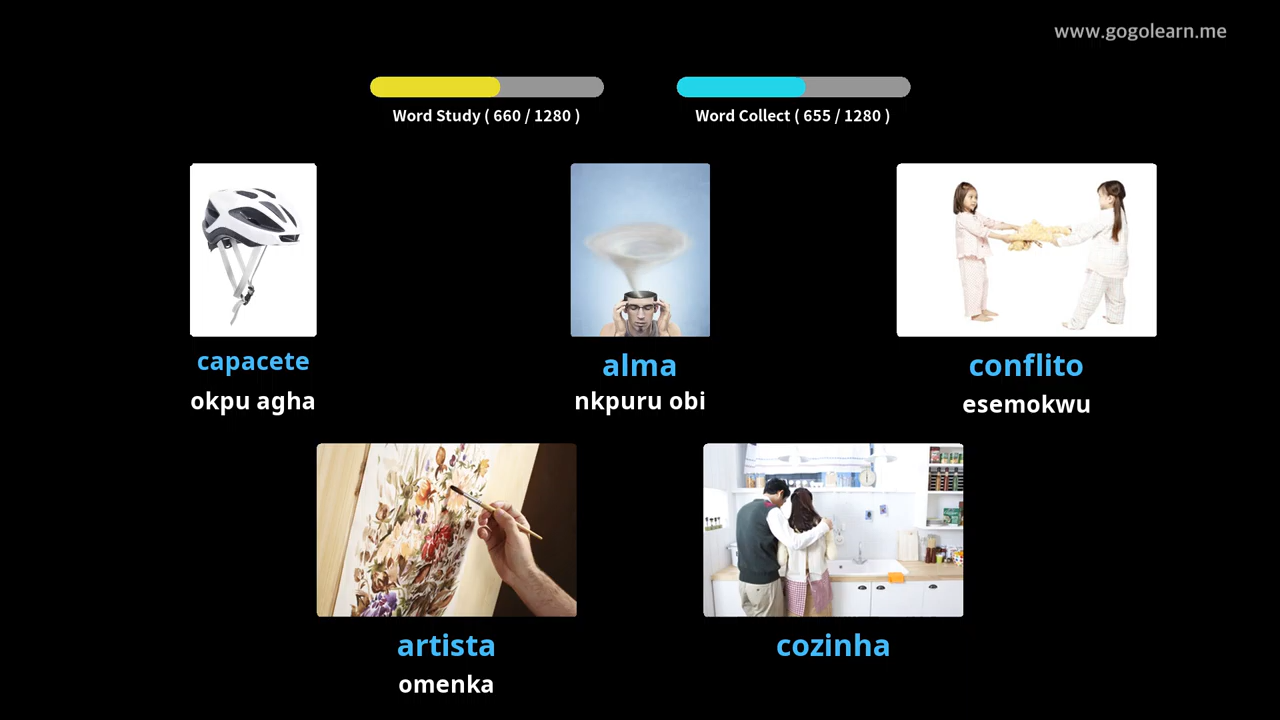 www.gogolearn.me
Word Study ( 660 / 1280 )
Word Collect ( 655 / 1280 )
capacete
okpu agha
alma
nkpuru obi
conflito
esemokwu
artista
omenka
cozinha